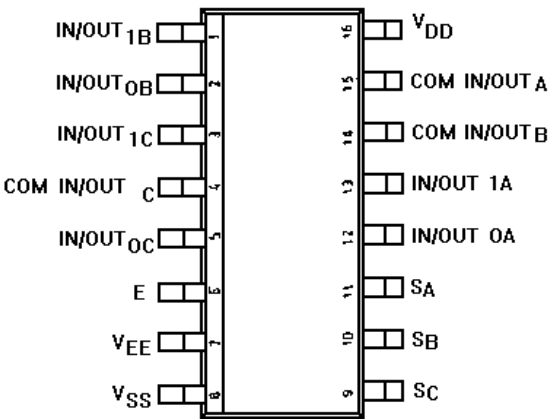 IN/OUT 1B 1 16 VDD
IN/OUT 0B 2 15 COM IN/OUT A
IN/OUT 1C 3 14 COM IN/OUT B
COM IN/OUT C 4 13 IN/OUT 1A
IN/OUT 0C 5 12 IN/OUT 0A
E 6 11 SA
VEE 7 10 SB
VSS 8 9 SC